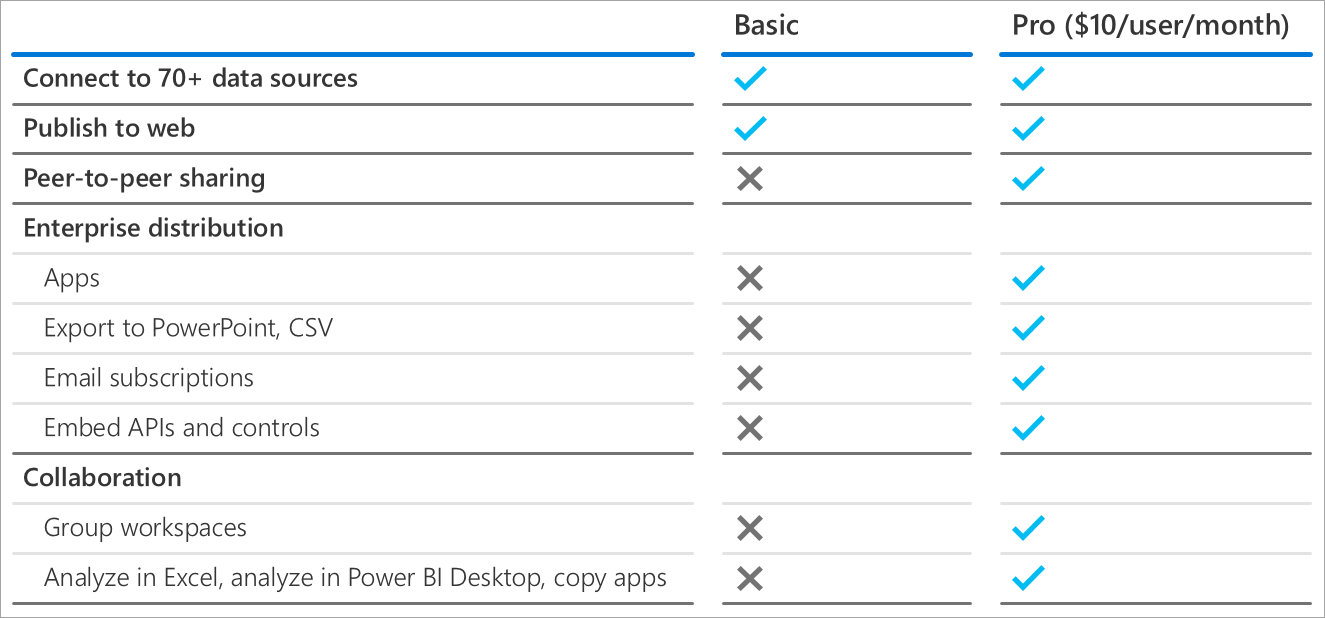 Basic Pro ($10/user/month)
Connect to 70+ data sources
Publish to web
Peer-to-peer sharing
Enterprise distribution
Apps
Export to PowerPoint, CSV
Email subscriptions
Embed APIs and controls
Collaboration
Group workspaces
Analyze in Excel, analyze in Power BI Desktop, copy apps